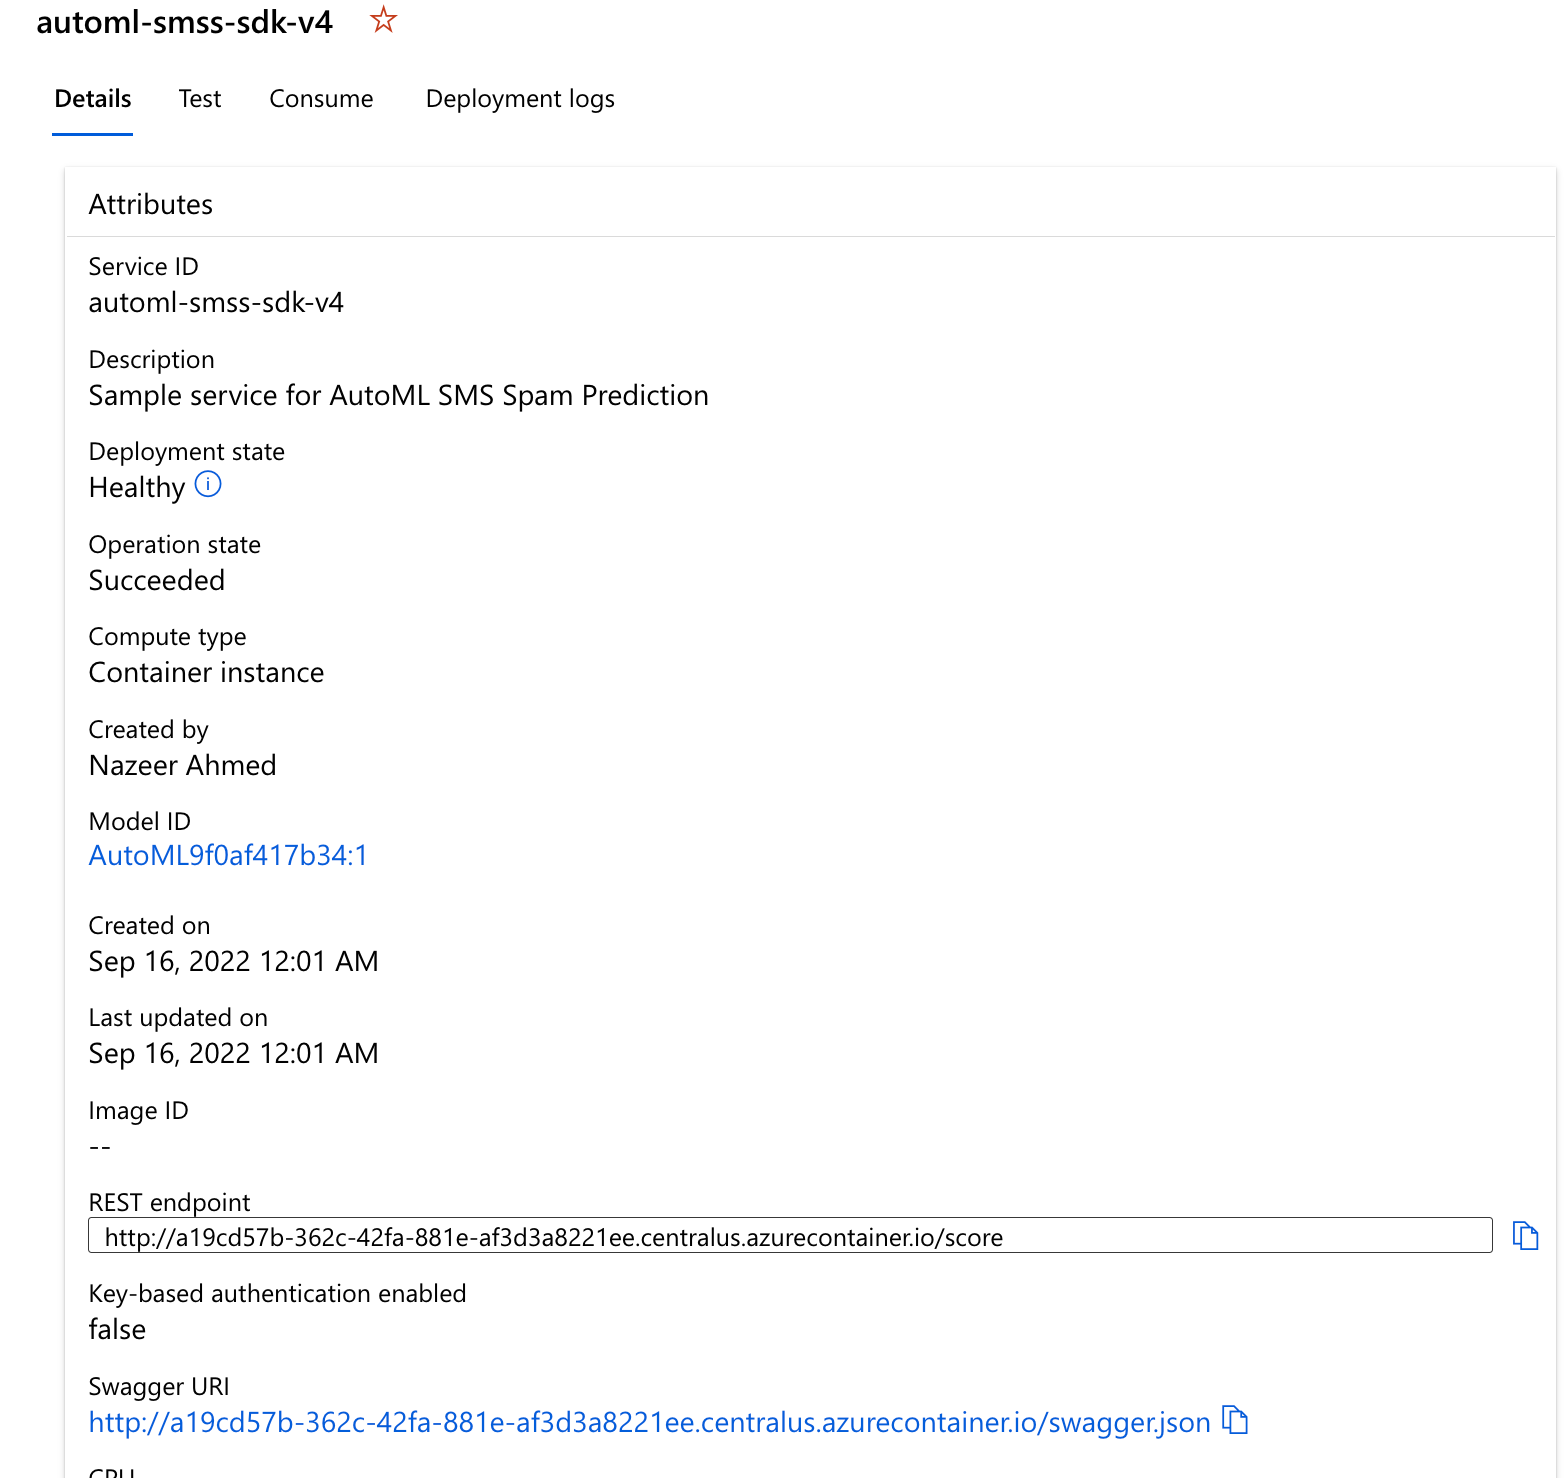 automl-smss-sdk-v4
Details Test Consume Deployment logs
Attributes
Service ID
automl-smss-sdk-v4
Description
Sample service for AutoML SMS Spam Prediction
Deployment state
Healthy
Operation state
Succeeded
Compute type
Container instance
Created by
Nazeer Ahmed
Model ID
AutoML9f0af417b34:1
Created on
Sep 16, 2022 12:01 AM
Last updated on
Sep 16, 2022 12:01 AM
Image ID
--
REST endpoint
http://a19cd57b-362c-42fa-881e-af3d3a8221ee.centralus.azurecontainer.io/score
Key-based authentication enabled
false
Swagger URI
http://a19cd57b-362c-42fa-881e-af3d3a8221ee.centralus.azurecontainer.io/swagger.json
CPU